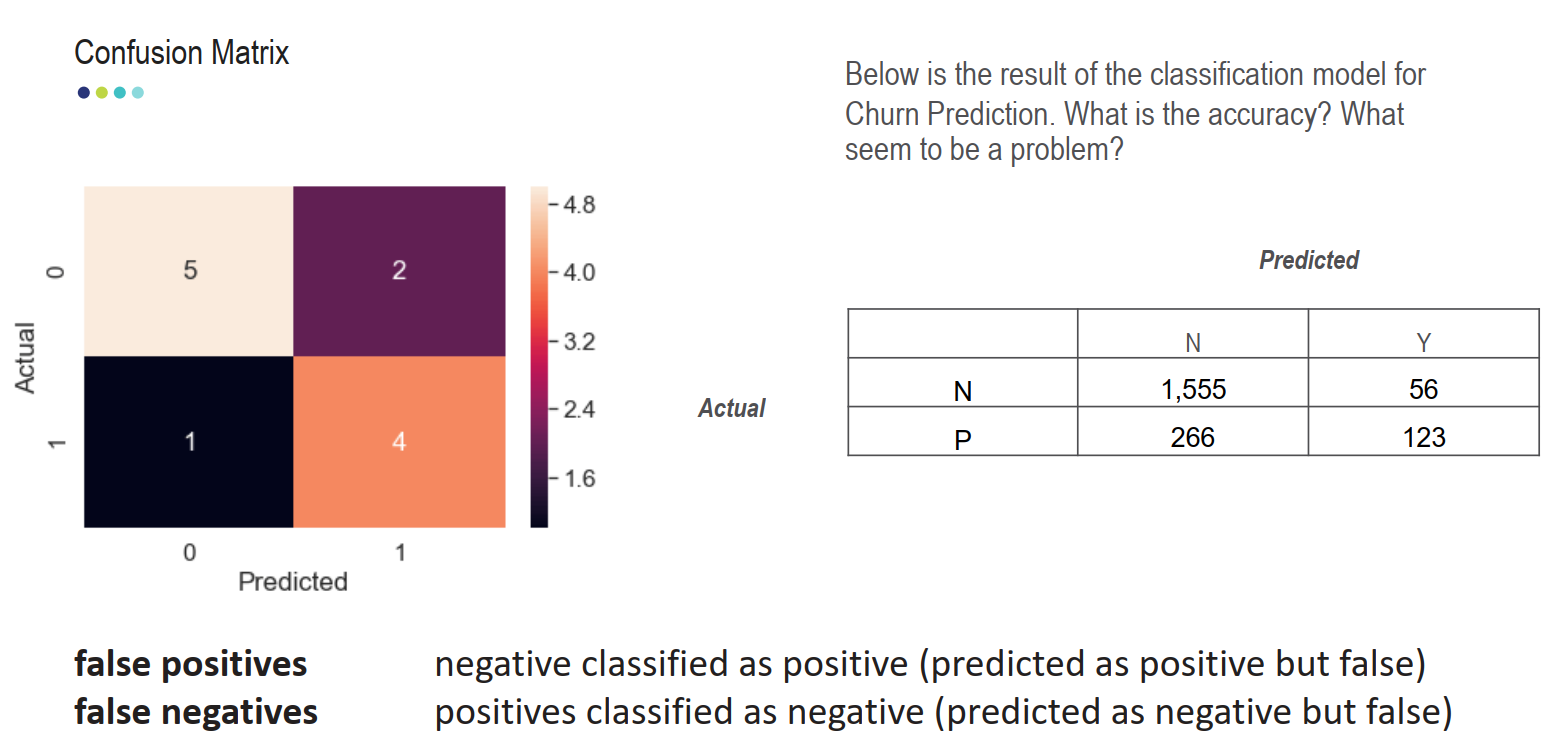 Confusion Matrix
Below is the result of the classification model for
Churn Prediction. What is the accuracy? What
seem to be a problem?
Actual
0
1
5
2
1
4
0
1
Predicted
4.8
4.0
3.2
2.4
1.6
Predicted
Actual
N Y
N 1,555 56
P 266 123
false positives negative classified as positive (predicted as positive but false)
false negatives positives classified as negative (predicted as negative but false)